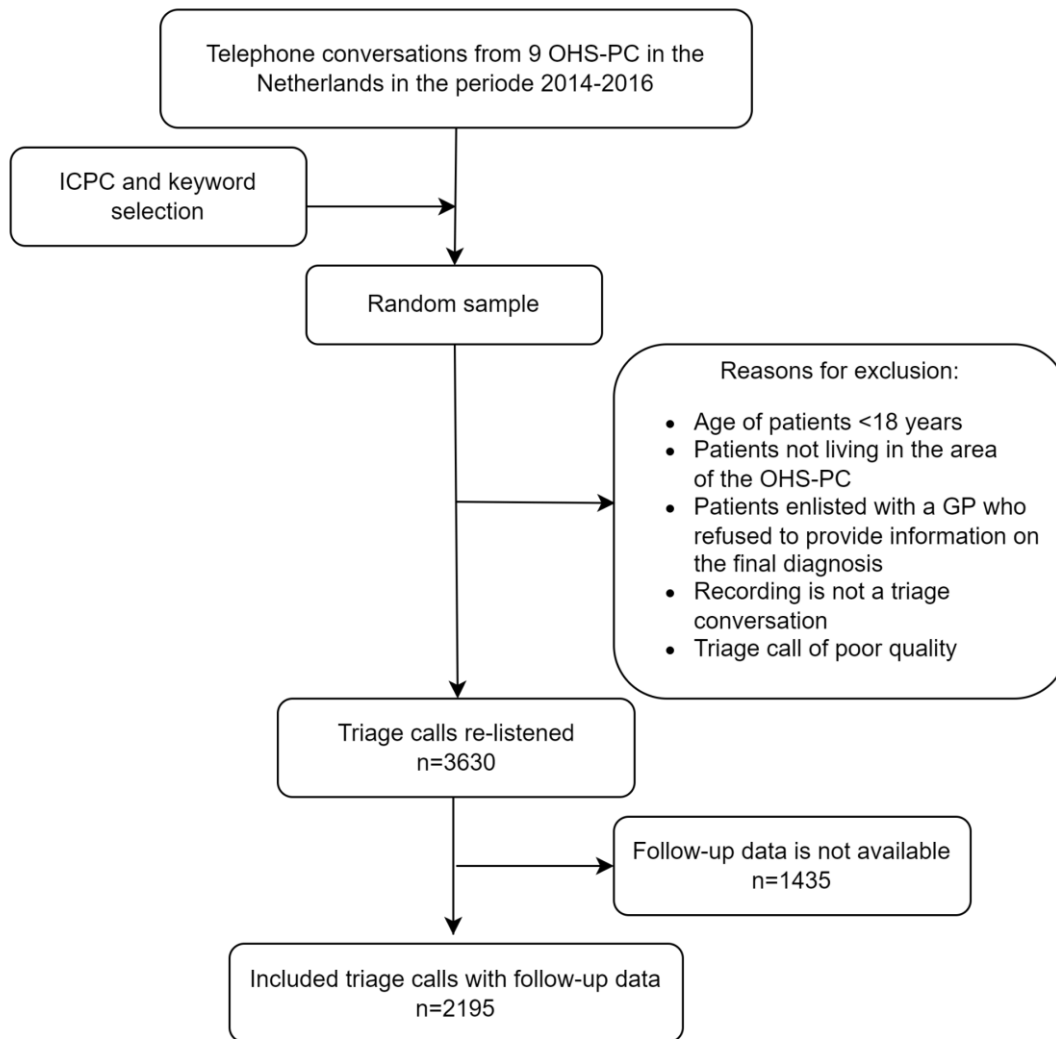 Telephone conversations from 9 OHS-PC in the
Netherlands in the periode 2014-2016
ICPC and keyword
selection
Random sample
Reasons for exclusion:
• Age of patients <18 years
• Patients not living in the area
of the OHS-PC
• Patients enlisted with a GP who
refused to provide information on
the final diagnosis
• Recording is not a triage
conversation
• Triage call of poor quality
Triage calls re-listened
n=3630
Follow-up data is not available
n=1435
Included triage calls with follow-up data
n=2195